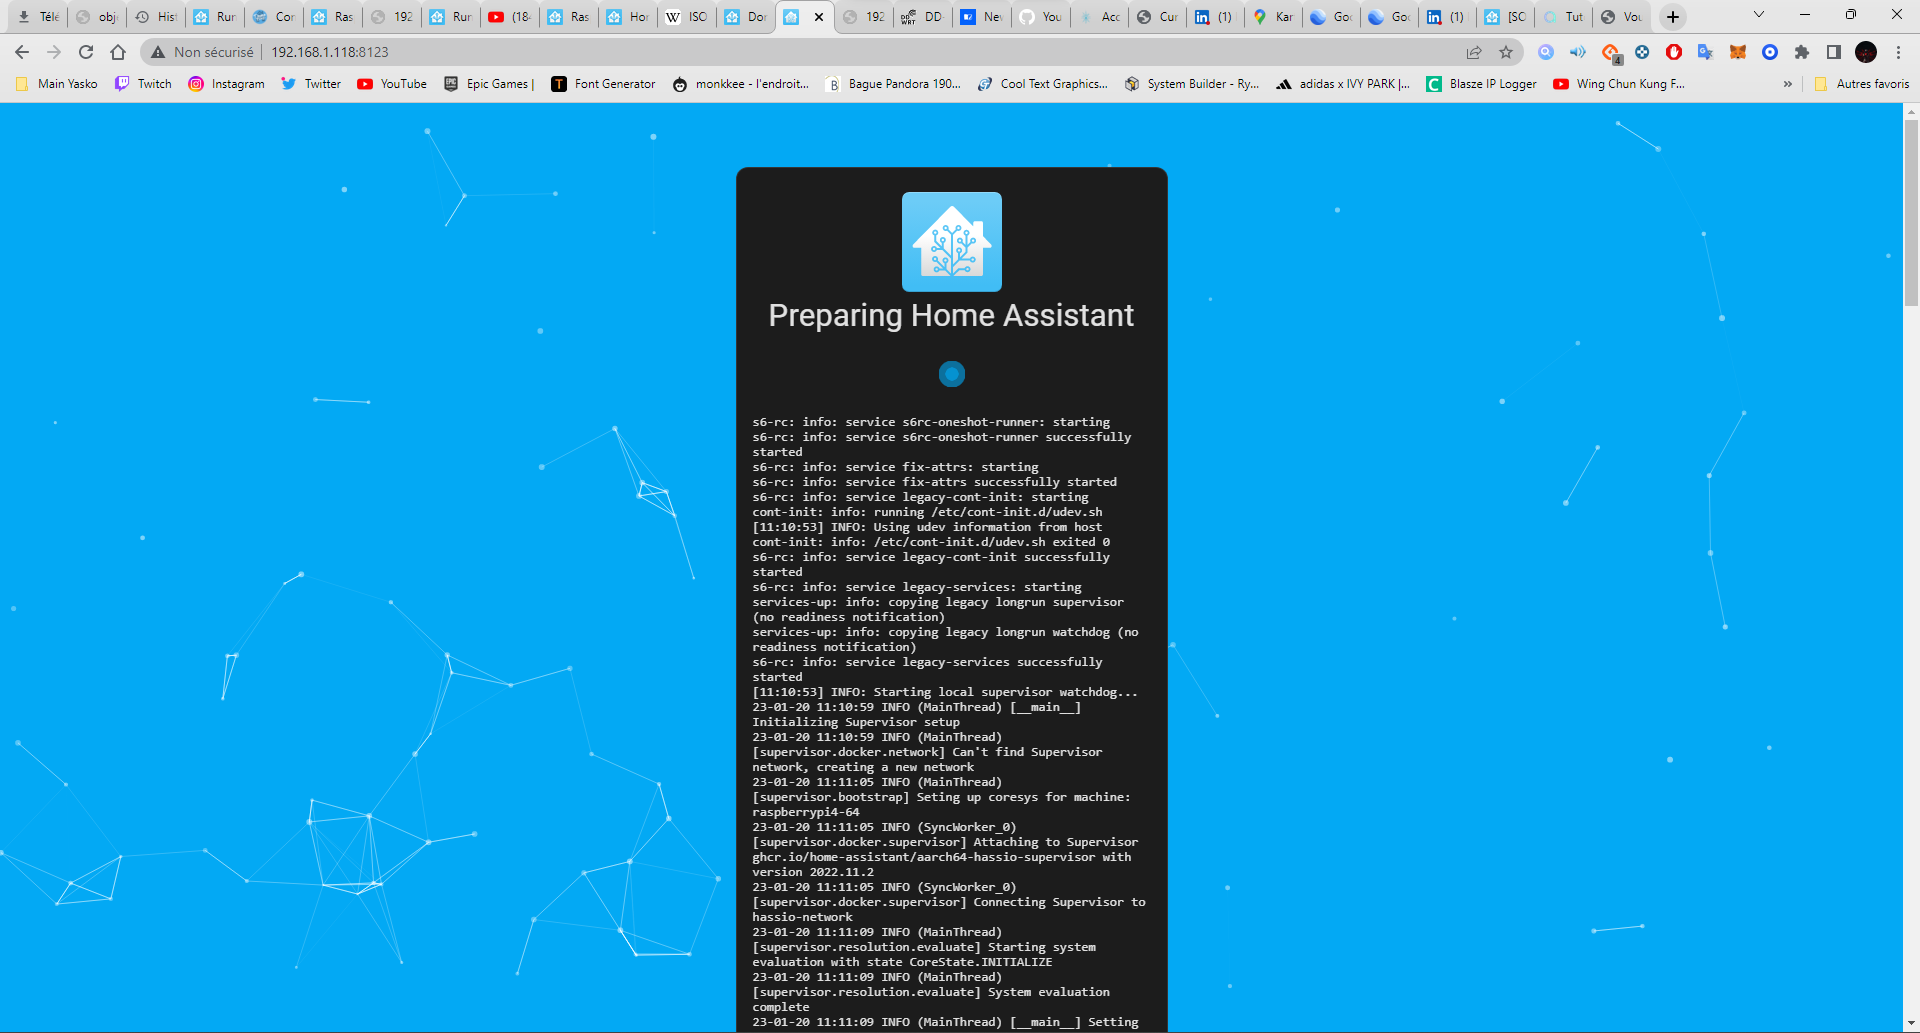 Télé
obj
Hist
Run
Cor
Ras
192
Run
(18
Ras
Hor
ISO
Dor
192
DD-
Nev
You
Acc
Cur
(1)
Kar
Goo
Goo
(1)
[SC
Tut
Vou
Non sécurisé
192.168.1.118:8123
4
Main Yasko
Twitch
Instagram
Twitter
YouTube
Epic Games |
Font Generator
monkkee - l'endroit...
Bague Pandora 190...
Cool Text Graphics...
System Builder - Ry...
adidas x IVY PARK |...
Blasze IP Logger
Wing Chun Kung F...
»
Autres favoris
Preparing Home Assistant
s6-rc: info: service s6rc-oneshot-runner: starting
s6-rc: info: service s6rc-oneshot-runner successfully
started
s6-rc: info: service fix-attrs: starting
s6-rc: info: service fix-attrs successfully started
s6-rc: info: service legacy-cont-init: starting
cont-init: info: running /etc/cont-init.d/udev.sh
[11:10:53] INFO: Using udev information from host
cont-init: info: /etc/cont-init.d/udev.sh exited 0
s6-rc: info: service legacy-cont-init successfully
started
s6-rc: info: service legacy-services: starting
services-up: info: copying legacy longrun supervisor
(no readiness notification)
services-up: info: copying legacy longrun watchdog (no
readiness notification)
s6-rc: info: service legacy-services successfully
started
[11:10:53] INFO: Starting local supervisor watchdog...
23-01-20 11:10:59 INFO (MainThread) [__main__]
Initializing Supervisor setup
23-01-20 11:10:59 INFO (MainThread)
[supervisor.docker.network] Can't find Supervisor
network, creating a new network
23-01-20 11:11:05 INFO (MainThread)
[supervisor.bootstrap] Seting up coresys for machine:
raspberrypi4-64
23-01-20 11:11:05 INFO (SyncWorker_0)
[supervisor.docker.supervisor] Attaching to Supervisor
ghcr.io/home-assistant/aarch64-hassio-supervisor with
version 2022.11.2
23-01-20 11:11:05 INFO (SyncWorker_0)
[supervisor.docker.supervisor] Connecting Supervisor to
hassio-network
23-01-20 11:11:09 INFO (MainThread)
[supervisor.resolution.evaluate] Starting system
evaluation with state CoreState.INITIALIZE
23-01-20 11:11:09 INFO (MainThread)
[supervisor.resolution.evaluate] System evaluation
complete
23-01-20 11:11:09 INFO (MainThread) [__main__] Setting